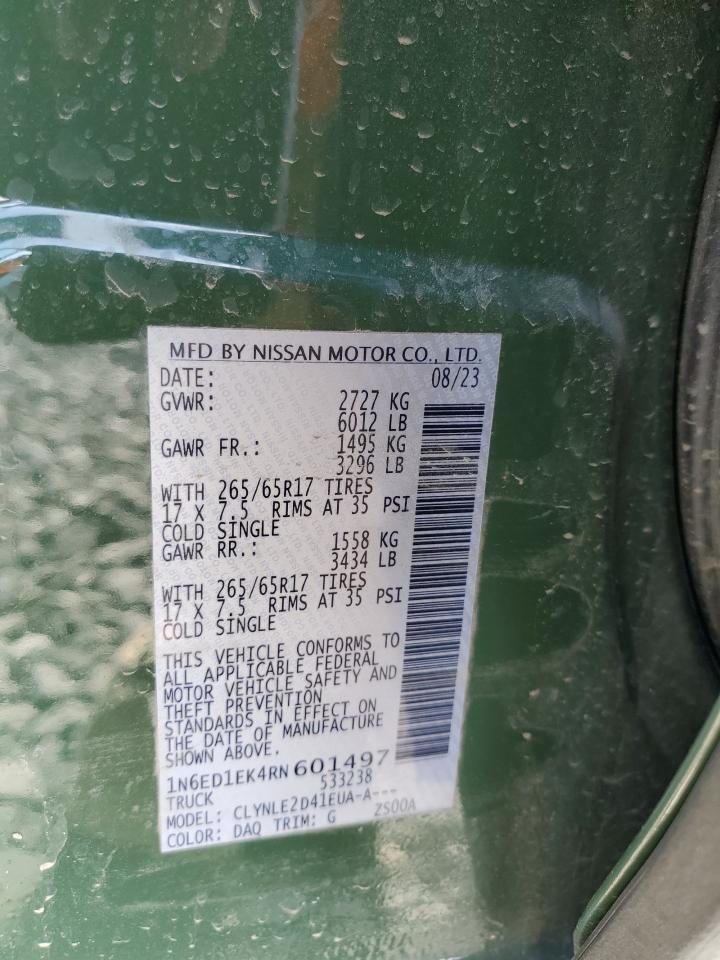 MFD BY NISSAN MOTOR CO., LTD.
DATE: 08/23
GVWR: 2727 KG
6012 LB
GAWR FR.: 1495 KG
3296 LB
WITH 265/65R17 TIRES
17 X 7.5 RIMS AT 35 PSI
COLD SINGLE
GAWR RR.: 1558 KG
3434 LB
WITH 265/65R17 TIRES
17 X 7.5 RIMS AT 35 PSI
COLD SINGLE
THIS VEHICLE CONFORMS TO
ALL APPLICABLE FEDERAL
MOTOR VEHICLE SAFETY AND
THEFT PREVENTION
STANDARDS IN EFFECT ON
THE DATE OF MANUFACTURE
SHOWN ABOVE.
1N6ED1EK4RN601497
TRUCK 533238
MODEL: CLYNLE2D41EUA-A---
COLOR: DAQ TRIM: G ZS00A